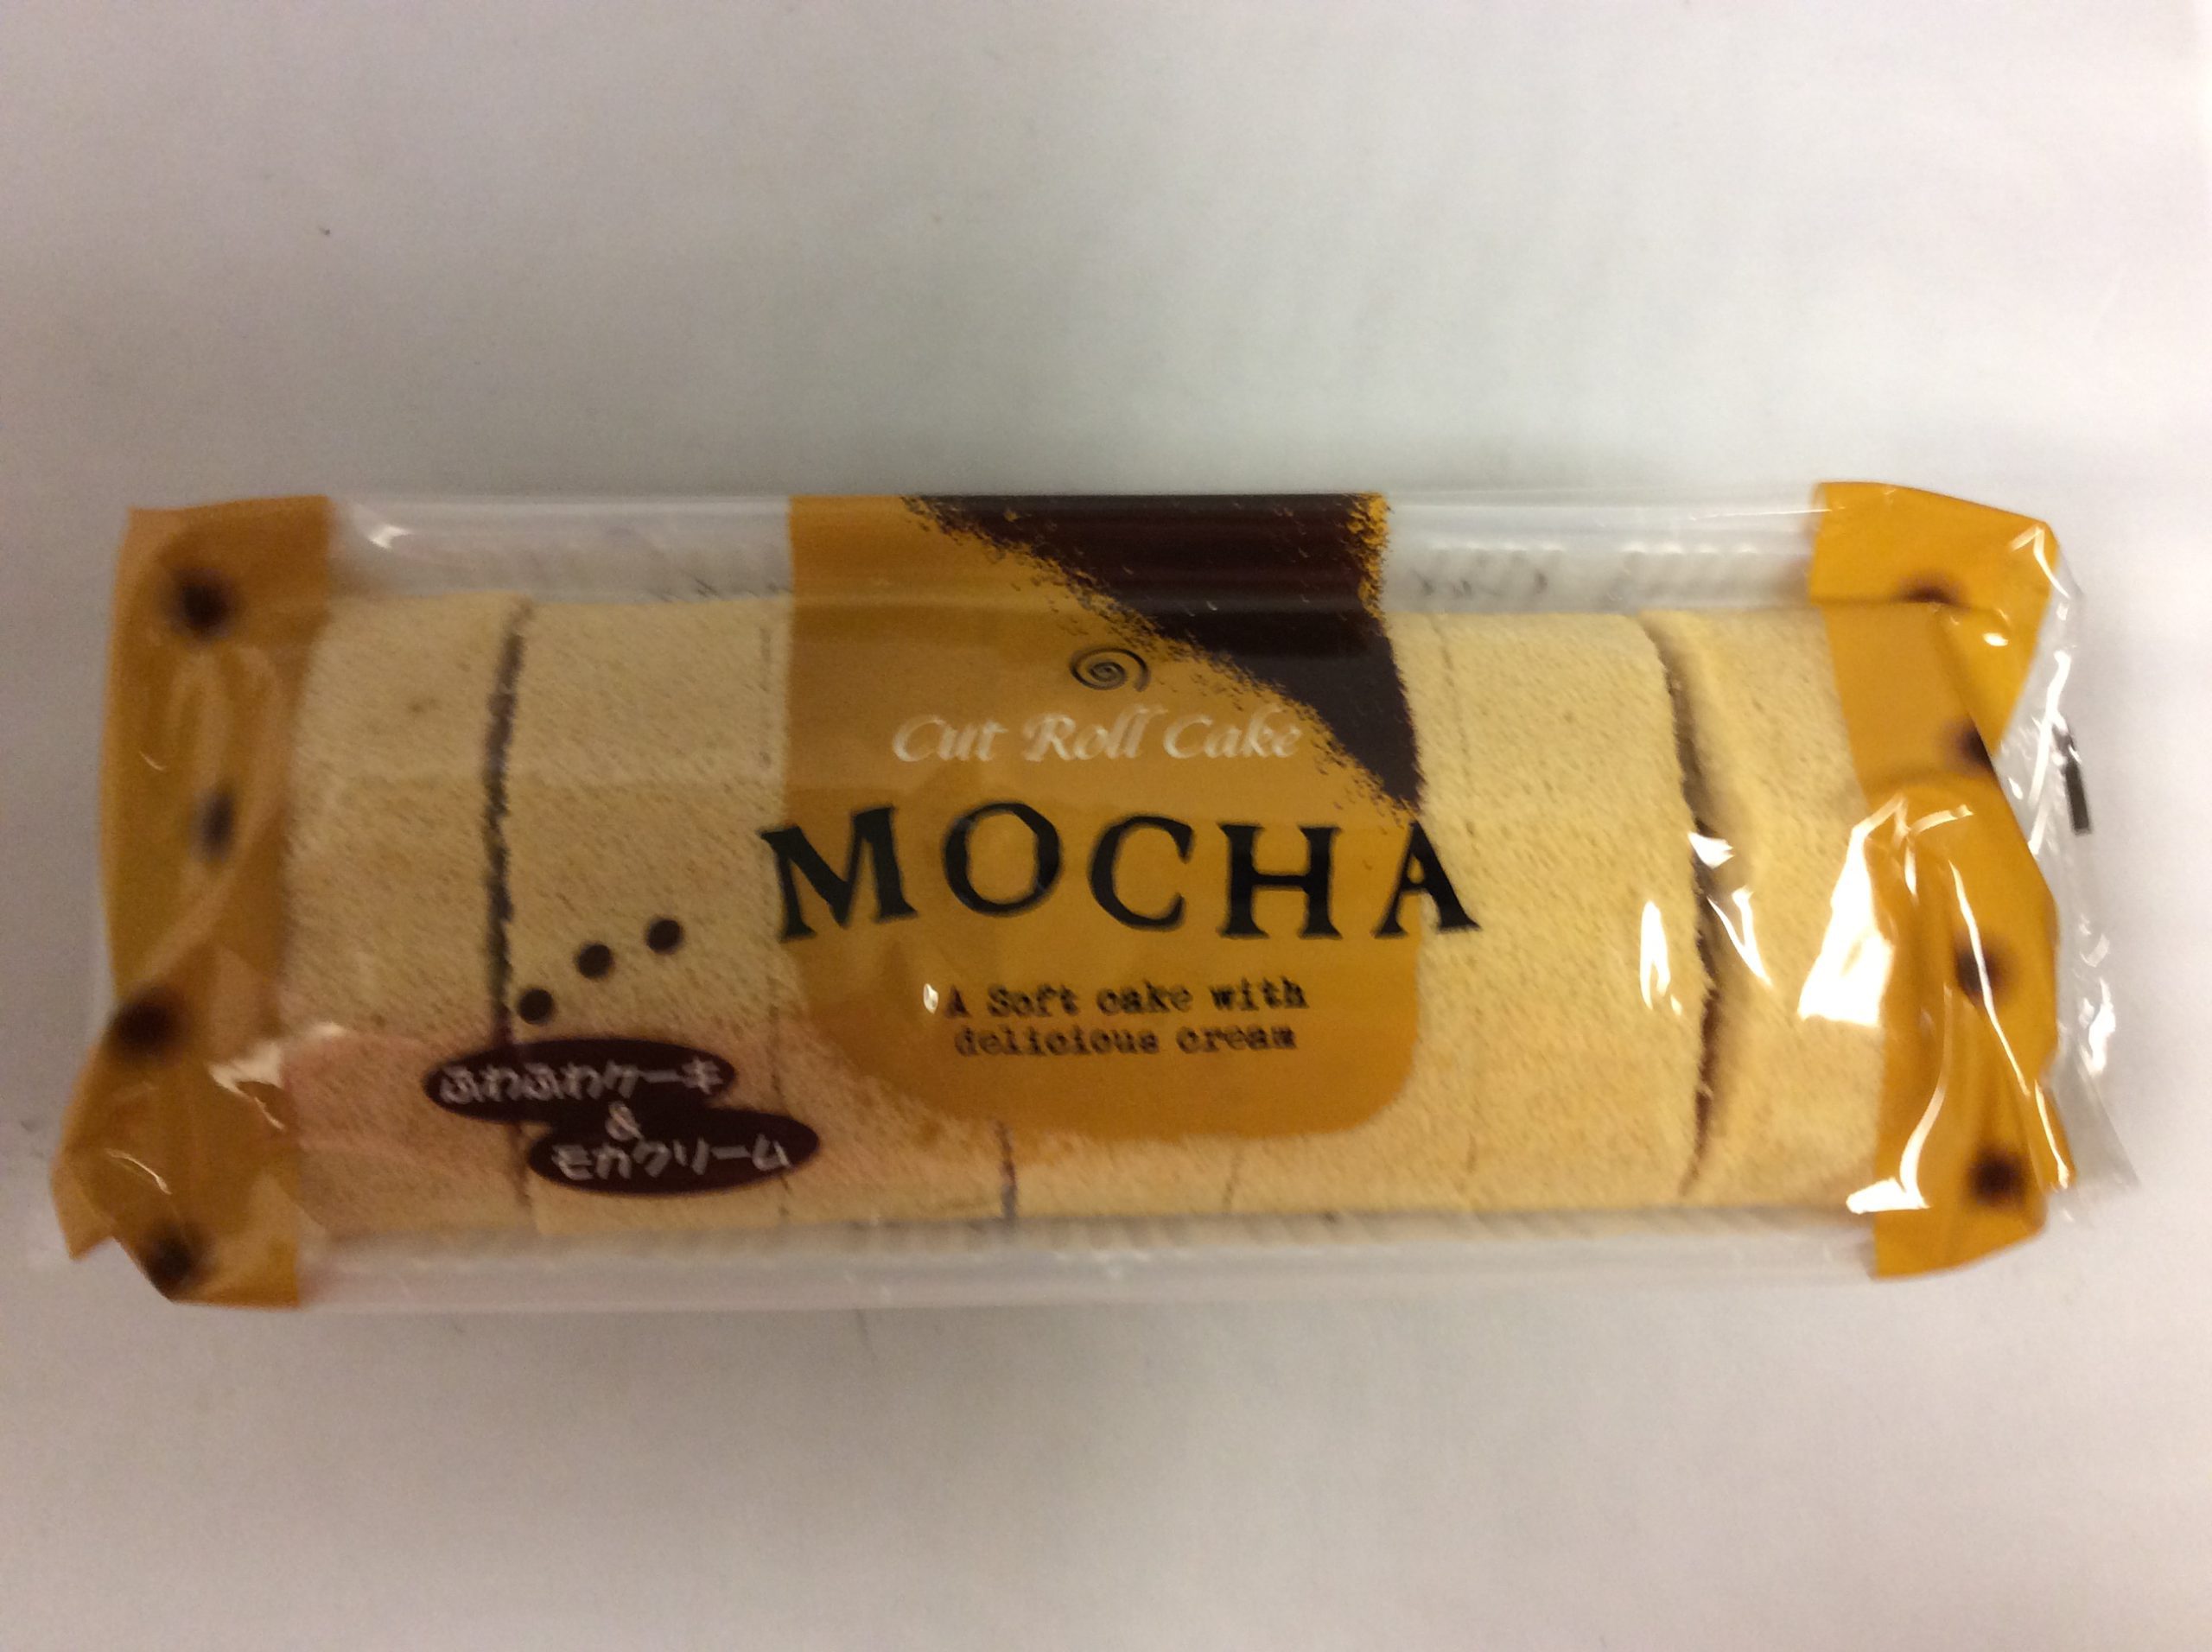 Cut Roll Cake
MOCHA
A Soft cake with
delicious cream
ふわふわケーキ
&
モカクリーム